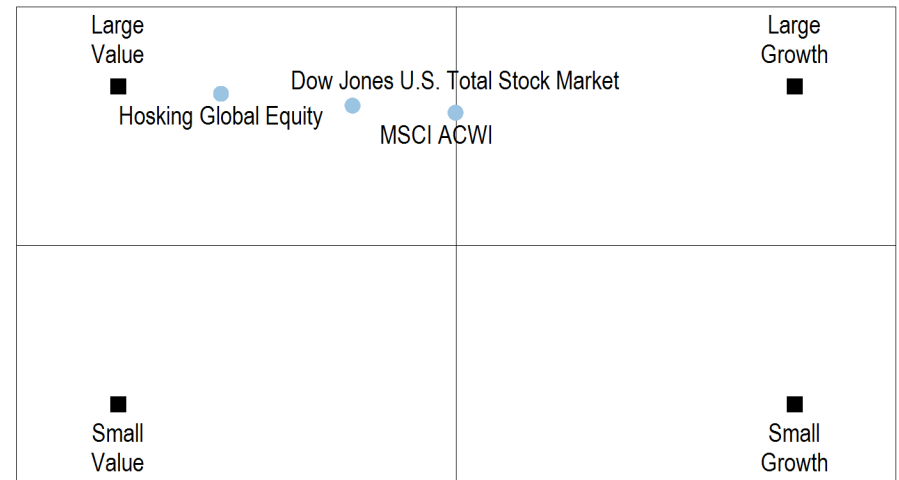 Large
Value
Large
Growth
Dow Jones U.S. Total Stock Market
Hosking Global Equity
MSCI ACWI
Small
Value
Small
Growth